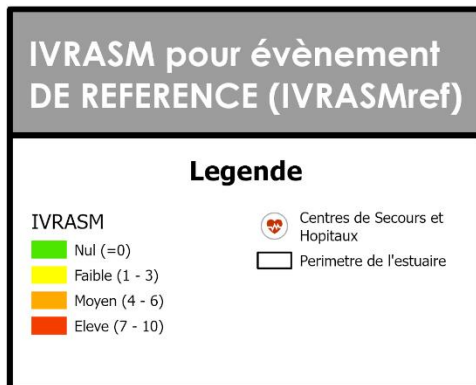 IVRASM pour évènement
DE REFERENCE (IVRASMref)
Legende
IVRASM
Nul (=0)
Faible (1 - 3)
Moyen (4 - 6)
Eleve (7 - 10)
Centres de Secours et
Hopitaux
Perimetre de l'estuaire